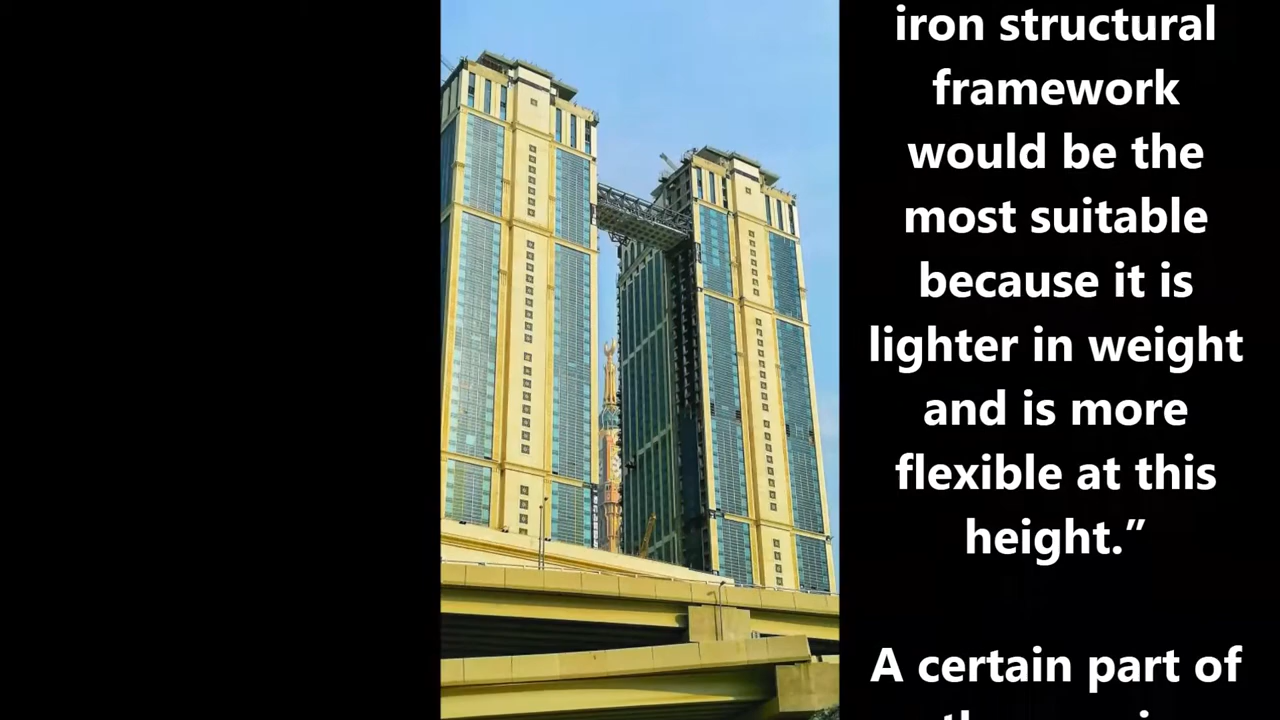 iron structural
framework
would be the
most suitable
because it is
lighter in weight
and is more
flexible at this
height.”
A certain part of